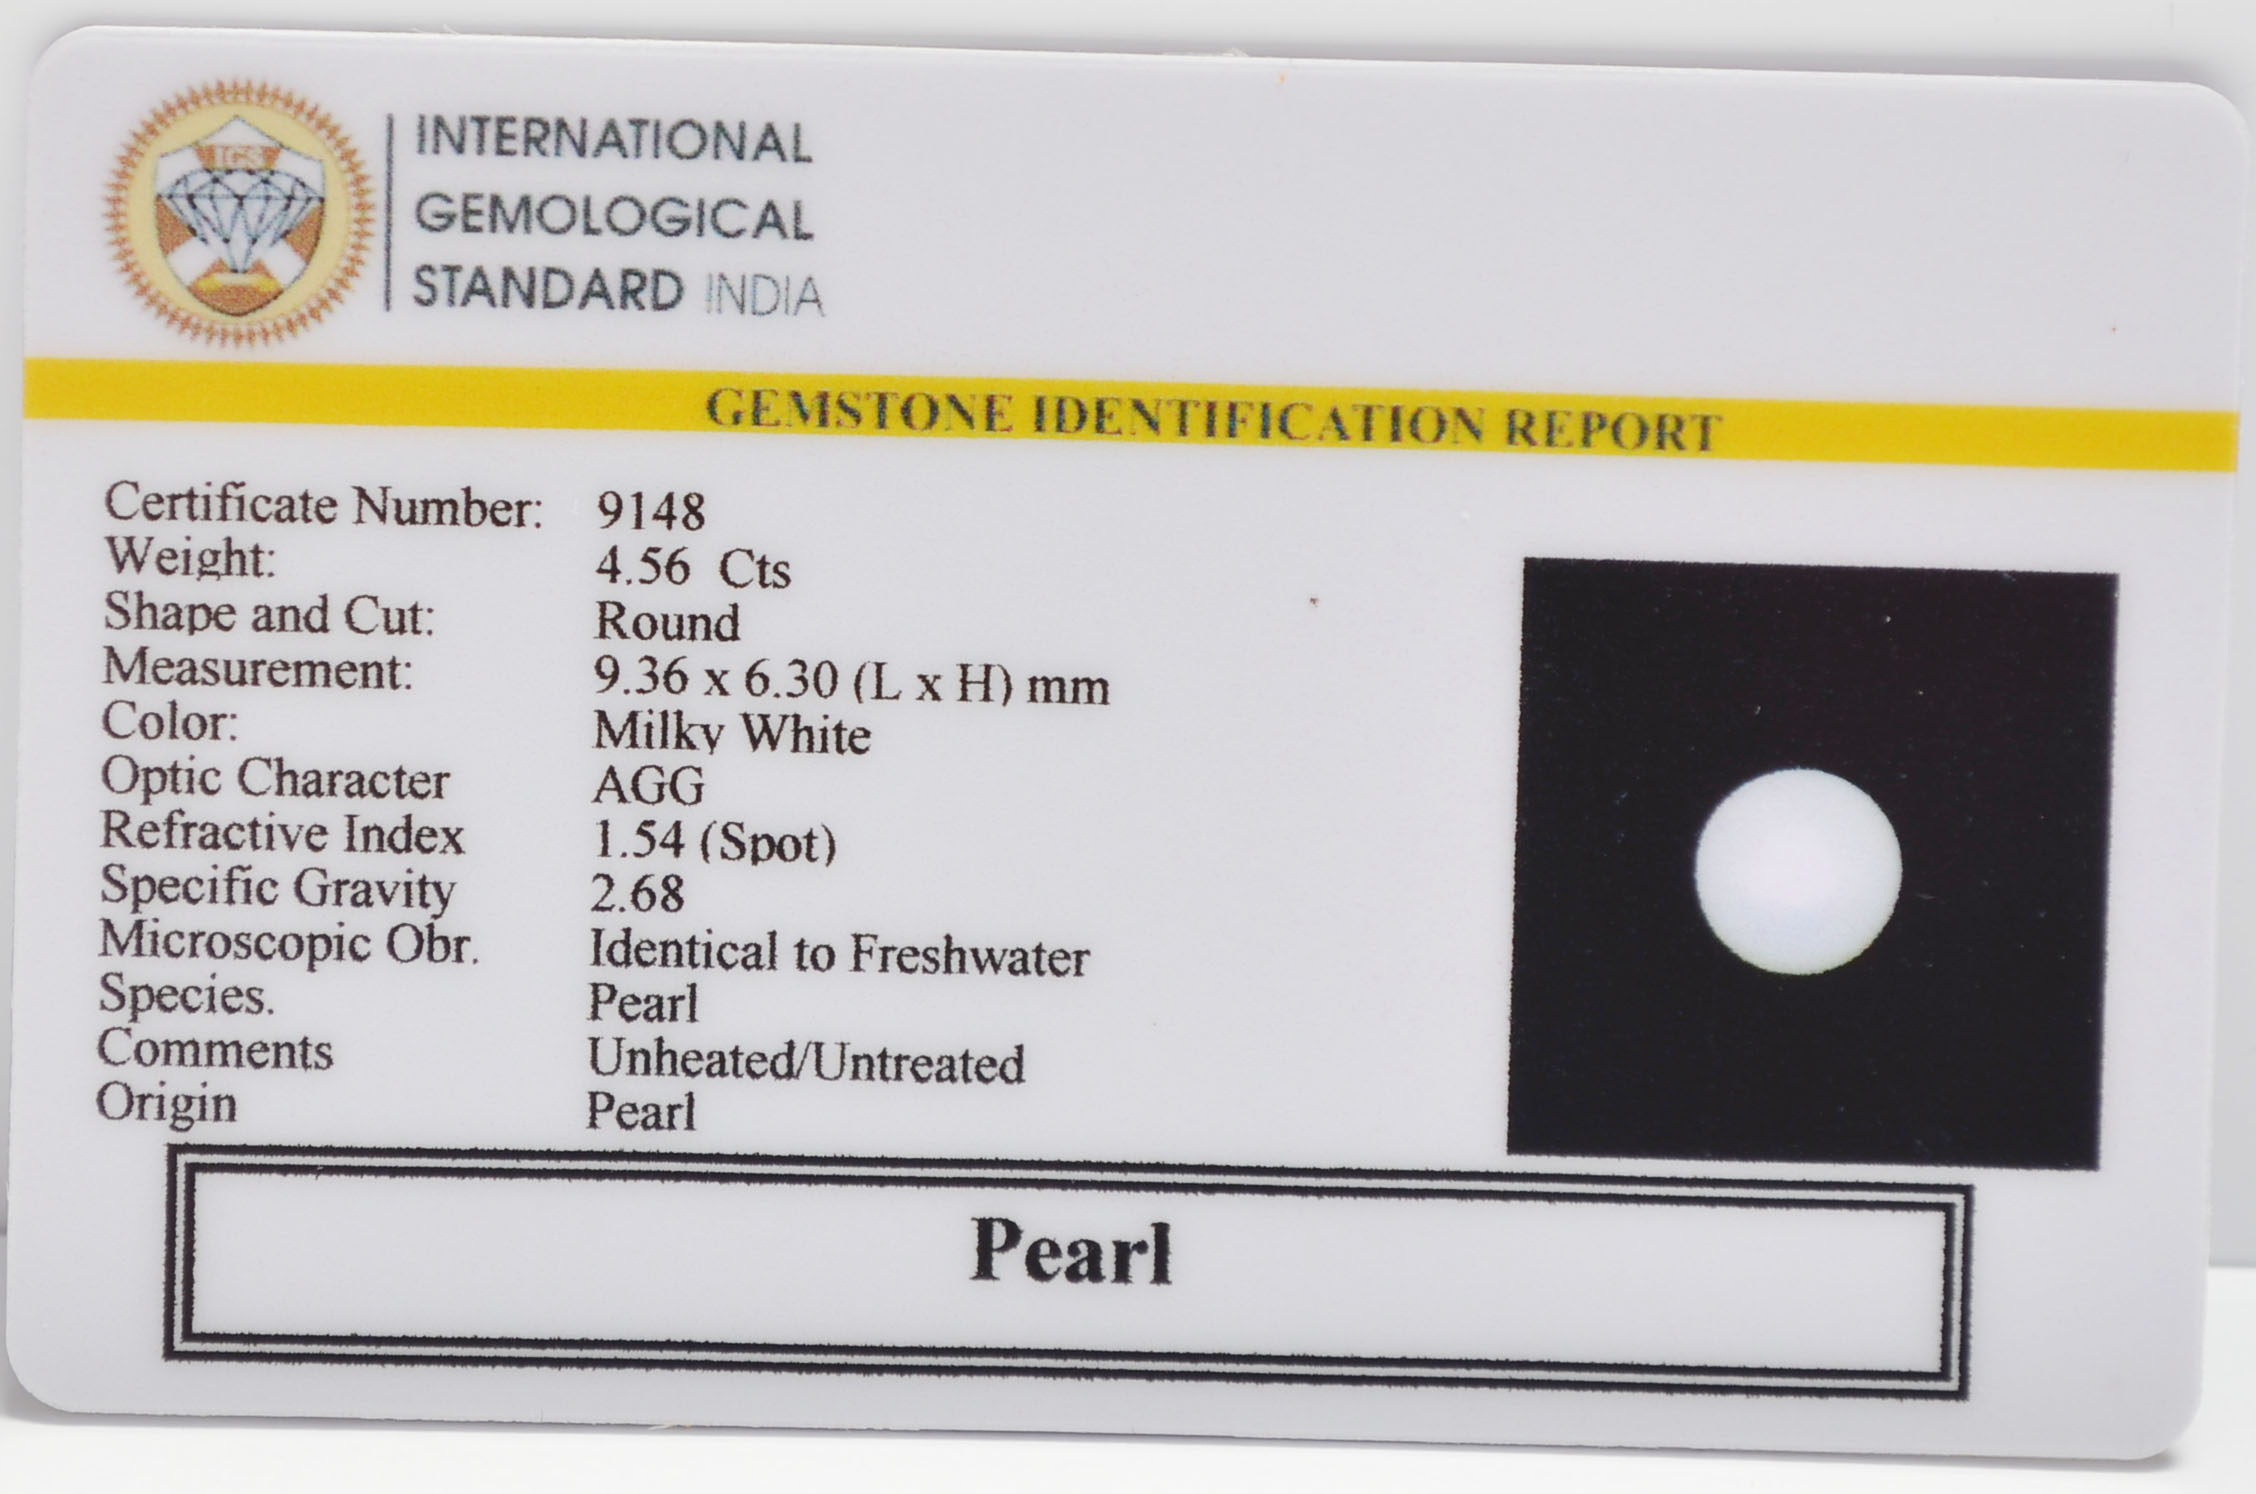 IGS
INTERNATIONAL
GEMOLOGICAL
STANDARD INDIA
GEMSTONE IDENTIFICATION REPORT
Certificate Number: 9148
Weight: 4.56 Cts
Shape and Cut: Round
Measurement: 9.36 x 6.30 (L x H) mm
Color: Milky White
Optic Character AGG
Refractive Index 1.54 (Spot)
Specific Gravity 2.68
Microscopic Obr. Identical to Freshwater
Species. Pearl
Comments Unheated/Untreated
Origin Pearl
Pearl